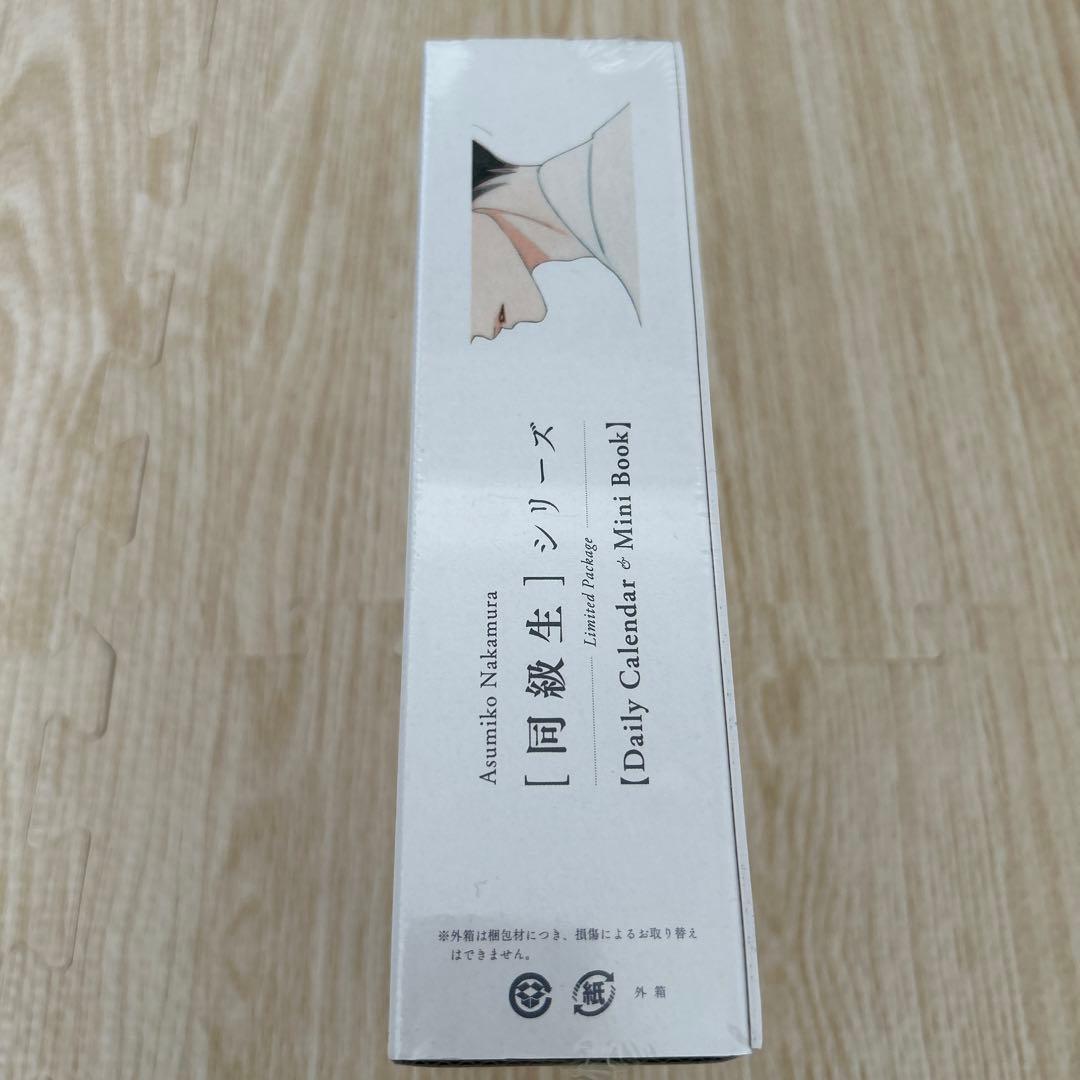 Asumiko Nakamura
[同級生]シリーズ
Limited Package
【Daily Calendar & Mini Book】
※外箱は梱包材につき、損傷によるお取り替え
はできません。
紙
外箱